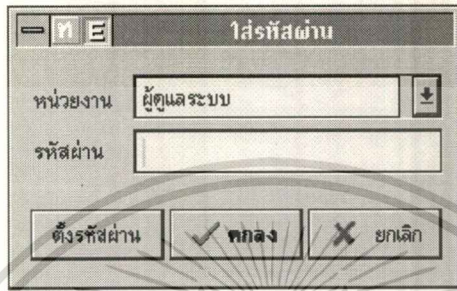 ท E ใส่รหัสผ่าน
หน่วยงาน ผู้ดูแลระบบ
รหัสผ่าน
ตั้งรหัสผ่าน ตกลง ยกเลิก